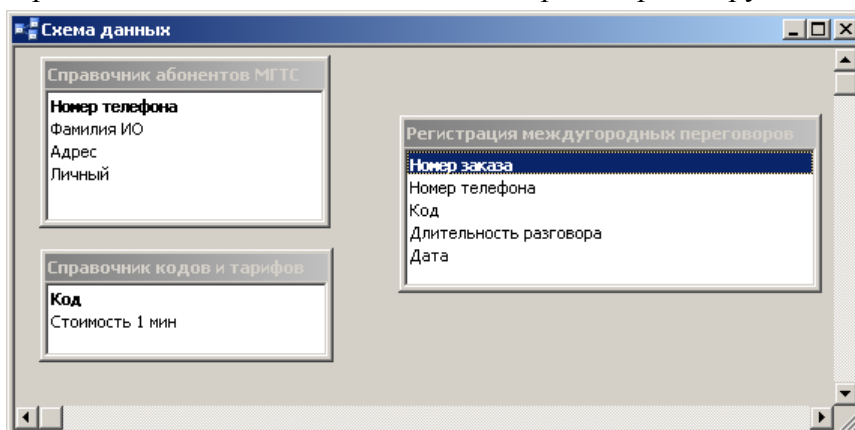 Схема данных
Справочник абонентов МГТС
Номер телефона
Фамилия ИО
Адрес
Личный
Регистрация междугородных переговоров
Номер заказа
Номер телефона
Код
Длительность разговора
Дата
Справочник кодов и тарифов
Код
Стоимость 1 мин